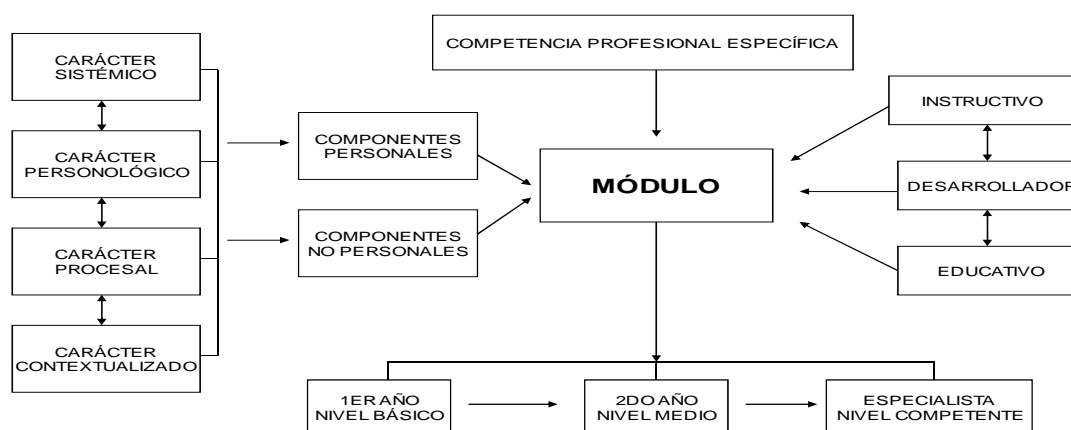 CARÁCTER
SISTÉMICO
CARÁCTER
PERSONOLÓGICO
CARÁCTER
PROCESAL
CARÁCTER
CONTEXTUALIZADO
COMPONENTES
PERSONALES
COMPONENTES
NO PERSONALES
COMPETENCIA PROFESIONAL ESPECÍFICA
MÓDULO
INSTRUCTIVO
DESARROLLADOR
EDUCATIVO
1ER AÑO
NIVEL BÁSICO
2DO AÑO
NIVEL MEDIO
ESPECIALISTA
NIVEL COMPETENTE